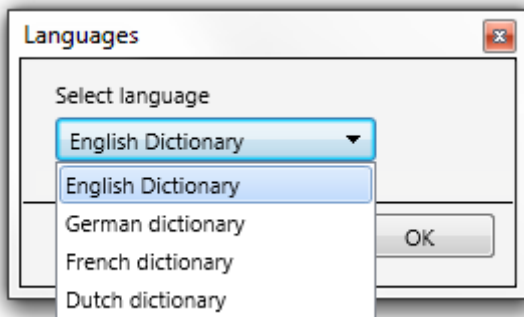 Languages
Select language
English Dictionary
English Dictionary
German dictionary
French dictionary
OK
Dutch dictionary